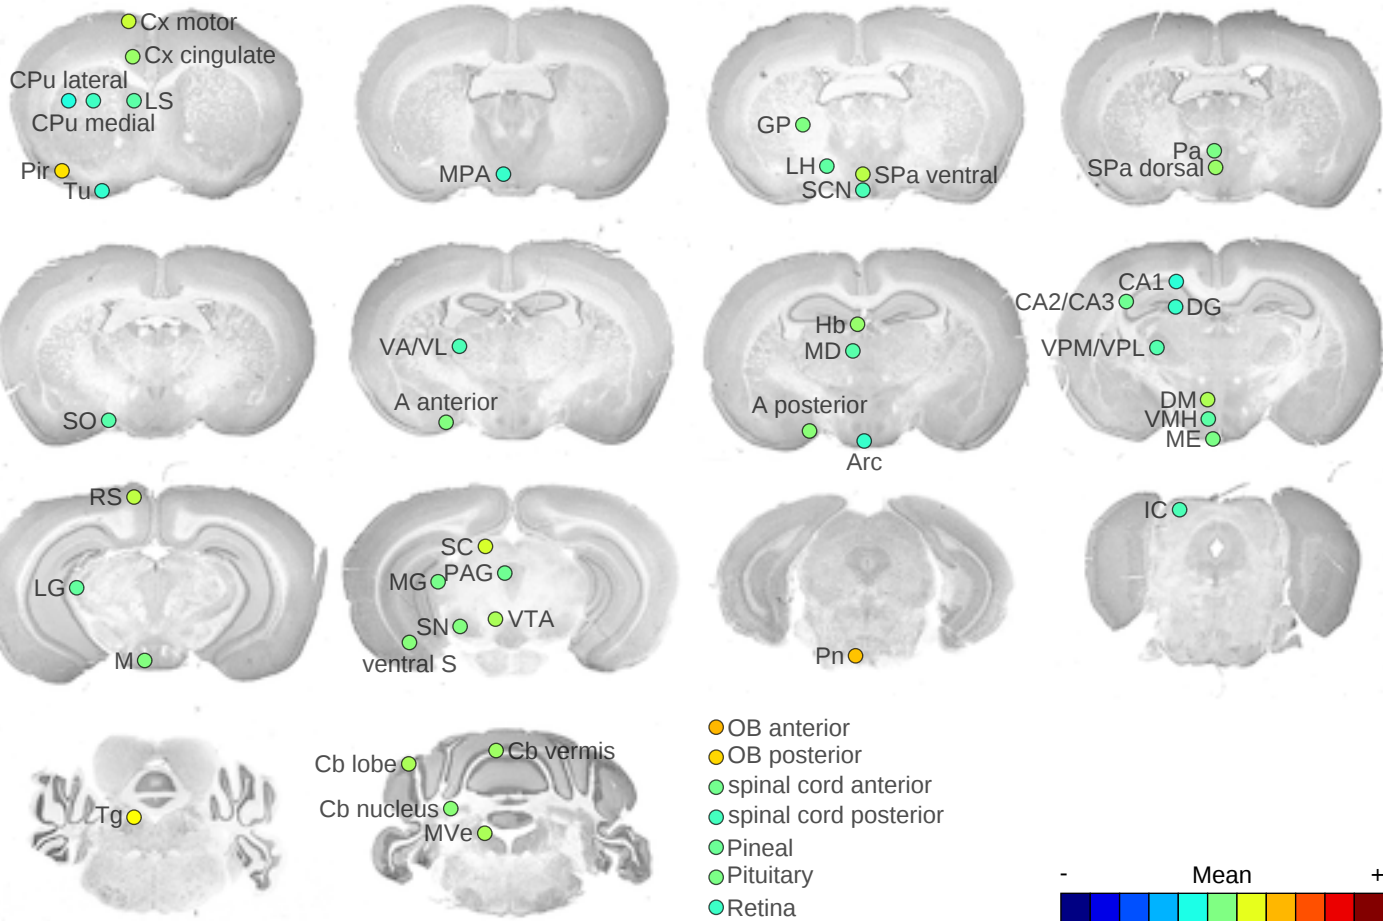 Cx motor
Cx cingulate
CPu lateral
LS
CPu medial
Pir
Tu
MPA
GP
LH
SPa ventral
SCN
Pa
SPa dorsal
SO
VA/VL
A anterior
Hb
MD
A posterior
Arc
CA1
CA2/CA3
DG
VPM/VPL
DM
VMH
ME
RS
LG
M
SC
MG
PAG
SN
VTA
ventral S
Pn
IC
Tg
Cb lobe
Cb vermis
Cb nucleus
MVe
OB anterior
OB posterior
spinal cord anterior
spinal cord posterior
Pineal
Pituitary
Retina
- Mean +